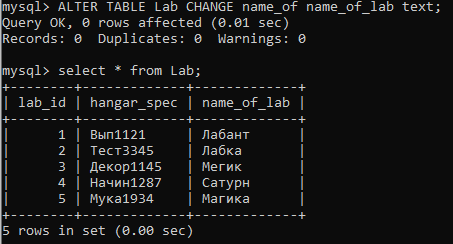 mysql> ALTER TABLE Lab CHANGE name_of name_of_lab text;
Query OK, 0 rows affected (0.01 sec)
Records: 0  Duplicates: 0  Warnings: 0

mysql> select * from Lab;
+--------+-------------+-------------+
| lab_id | hangar_spec | name_of_lab |
+--------+-------------+-------------+
|      1 | Вып1121     | Лабант      |
|      2 | Тест3345    | Лабка       |
|      3 | Декор1145   | Мегик       |
|      4 | Начин1287   | Сатурн      |
|      5 | Мука1934    | Магика      |
+--------+-------------+-------------+
5 rows in set (0.00 sec)